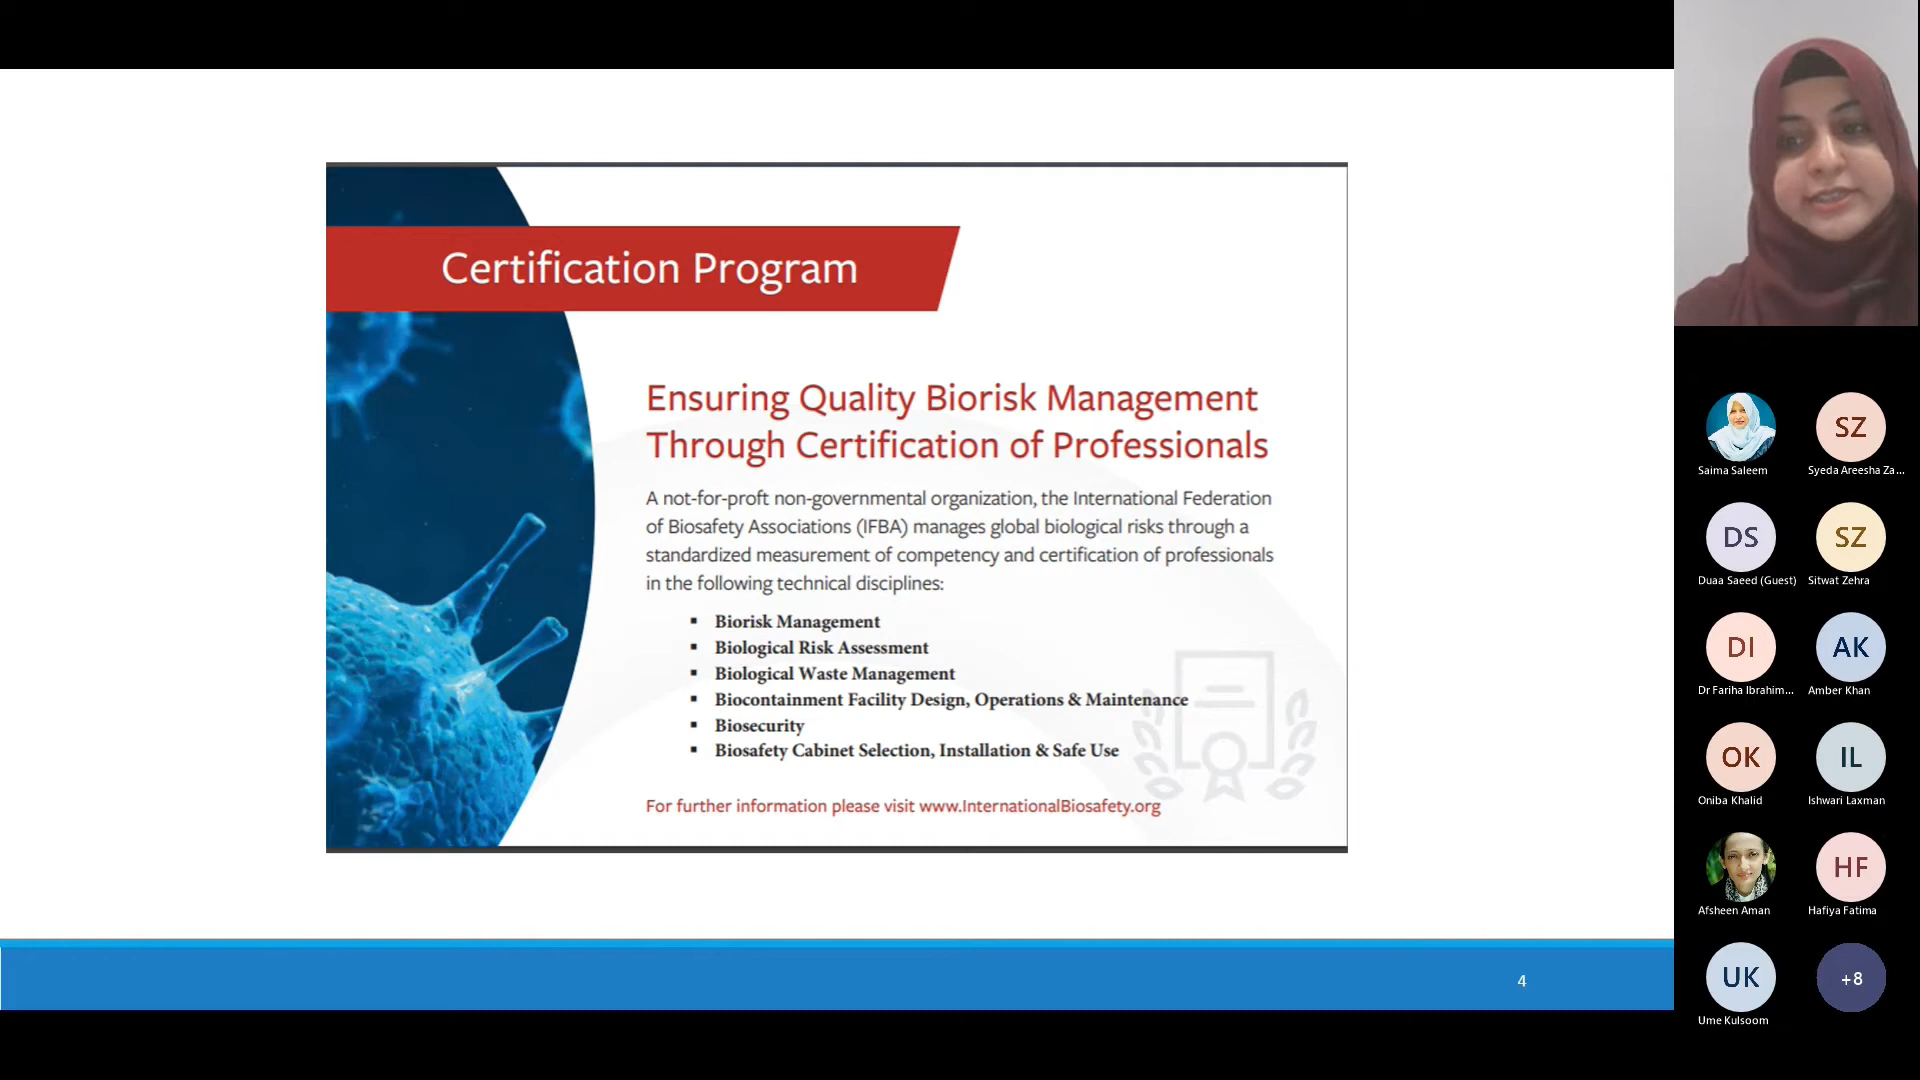 Certification Program
Ensuring Quality Biorisk Management
Through Certification of Professionals
A not-for-proft non-governmental organization, the International Federation
of Biosafety Associations (IFBA) manages global biological risks through a
standardized measurement of competency and certification of professionals
in the following technical disciplines:
▪ Biorisk Management
▪ Biological Risk Assessment
▪ Biological Waste Management
▪ Biocontainment Facility Design, Operations & Maintenance
▪ Biosecurity
▪ Biosafety Cabinet Selection, Installation & Safe Use
For further information please visit www.InternationalBiosafety.org
4
Saima Saleem
SZ
Syeda Areesha Za...
DS
Duaa Saeed (Guest)
SZ
Sitwat Zehra
DI
Dr Fariha Ibrahim...
AK
Amber Khan
OK
Oniba Khalid
IL
Ishwari Laxman
Afsheen Aman
HF
Hafiya Fatima
UK
Ume Kulsoom
+8